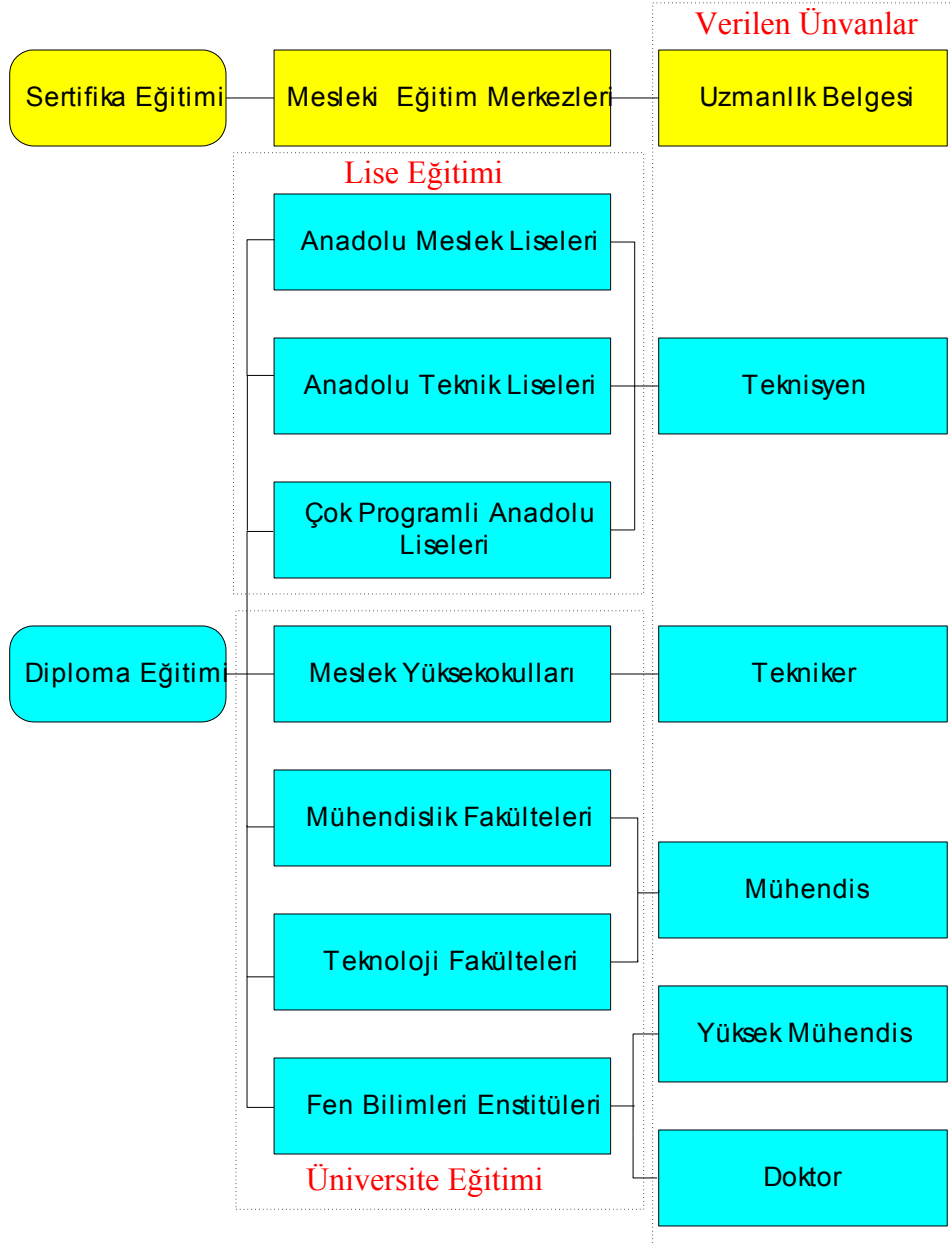 Verilen Ünvanlar
Sertifika Eğitimi
Mesleki Eğitim Merkezleri
Uzmanlık Belgesi
Lise Eğitimi
Anadolu Meslek Liseleri
Anadolu Teknik Liseleri
Teknisyen
Çok Programli Anadolu
Liseleri
Diploma Eğitimi
Meslek Yüksekokulları
Tekniker
Mühendislik Fakülteleri
Mühendis
Teknoloji Fakülteleri
Yüksek Mühendis
Fen Bilimleri Enstitüleri
Doktor
Üniversite Eğitimi